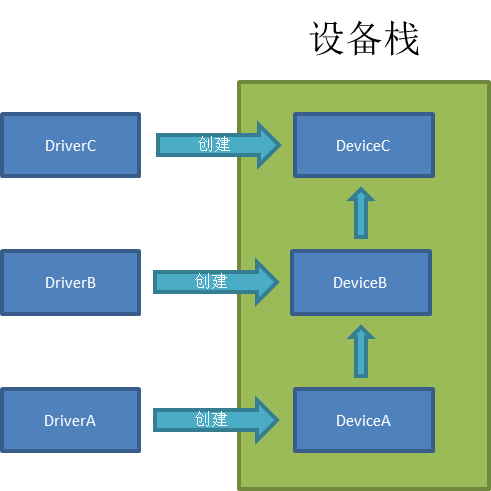 设备栈
DriverC
创建
DeviceC
DriverB
创建
DeviceB
DriverA
创建
DeviceA